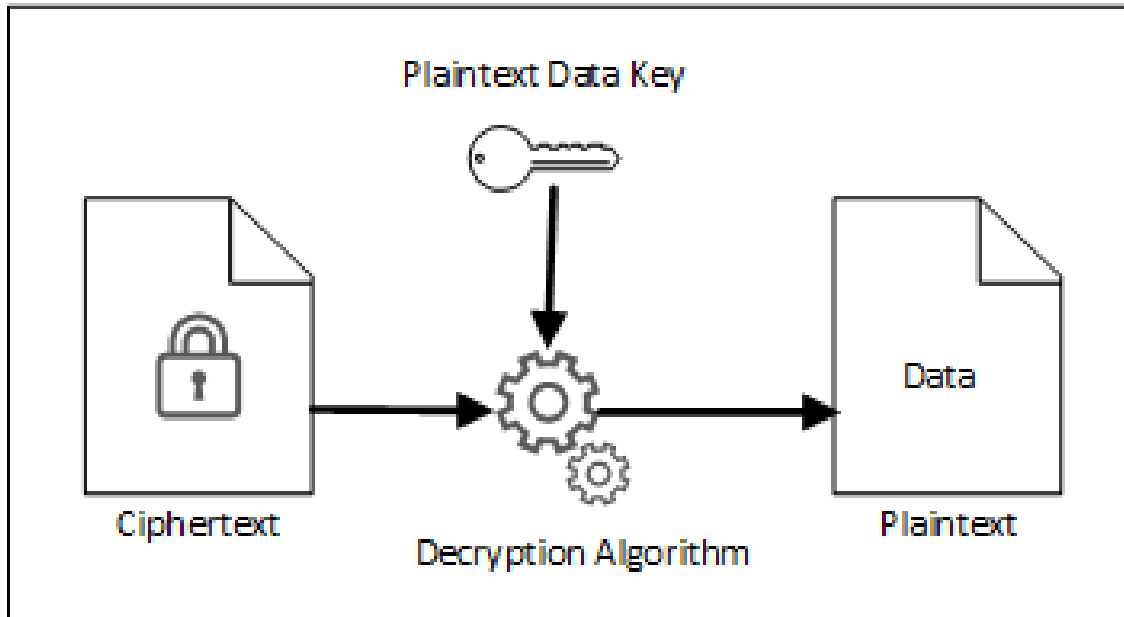 Plaintext Data Key
Data
Ciphertext
Plaintext
Decryption Algorithm